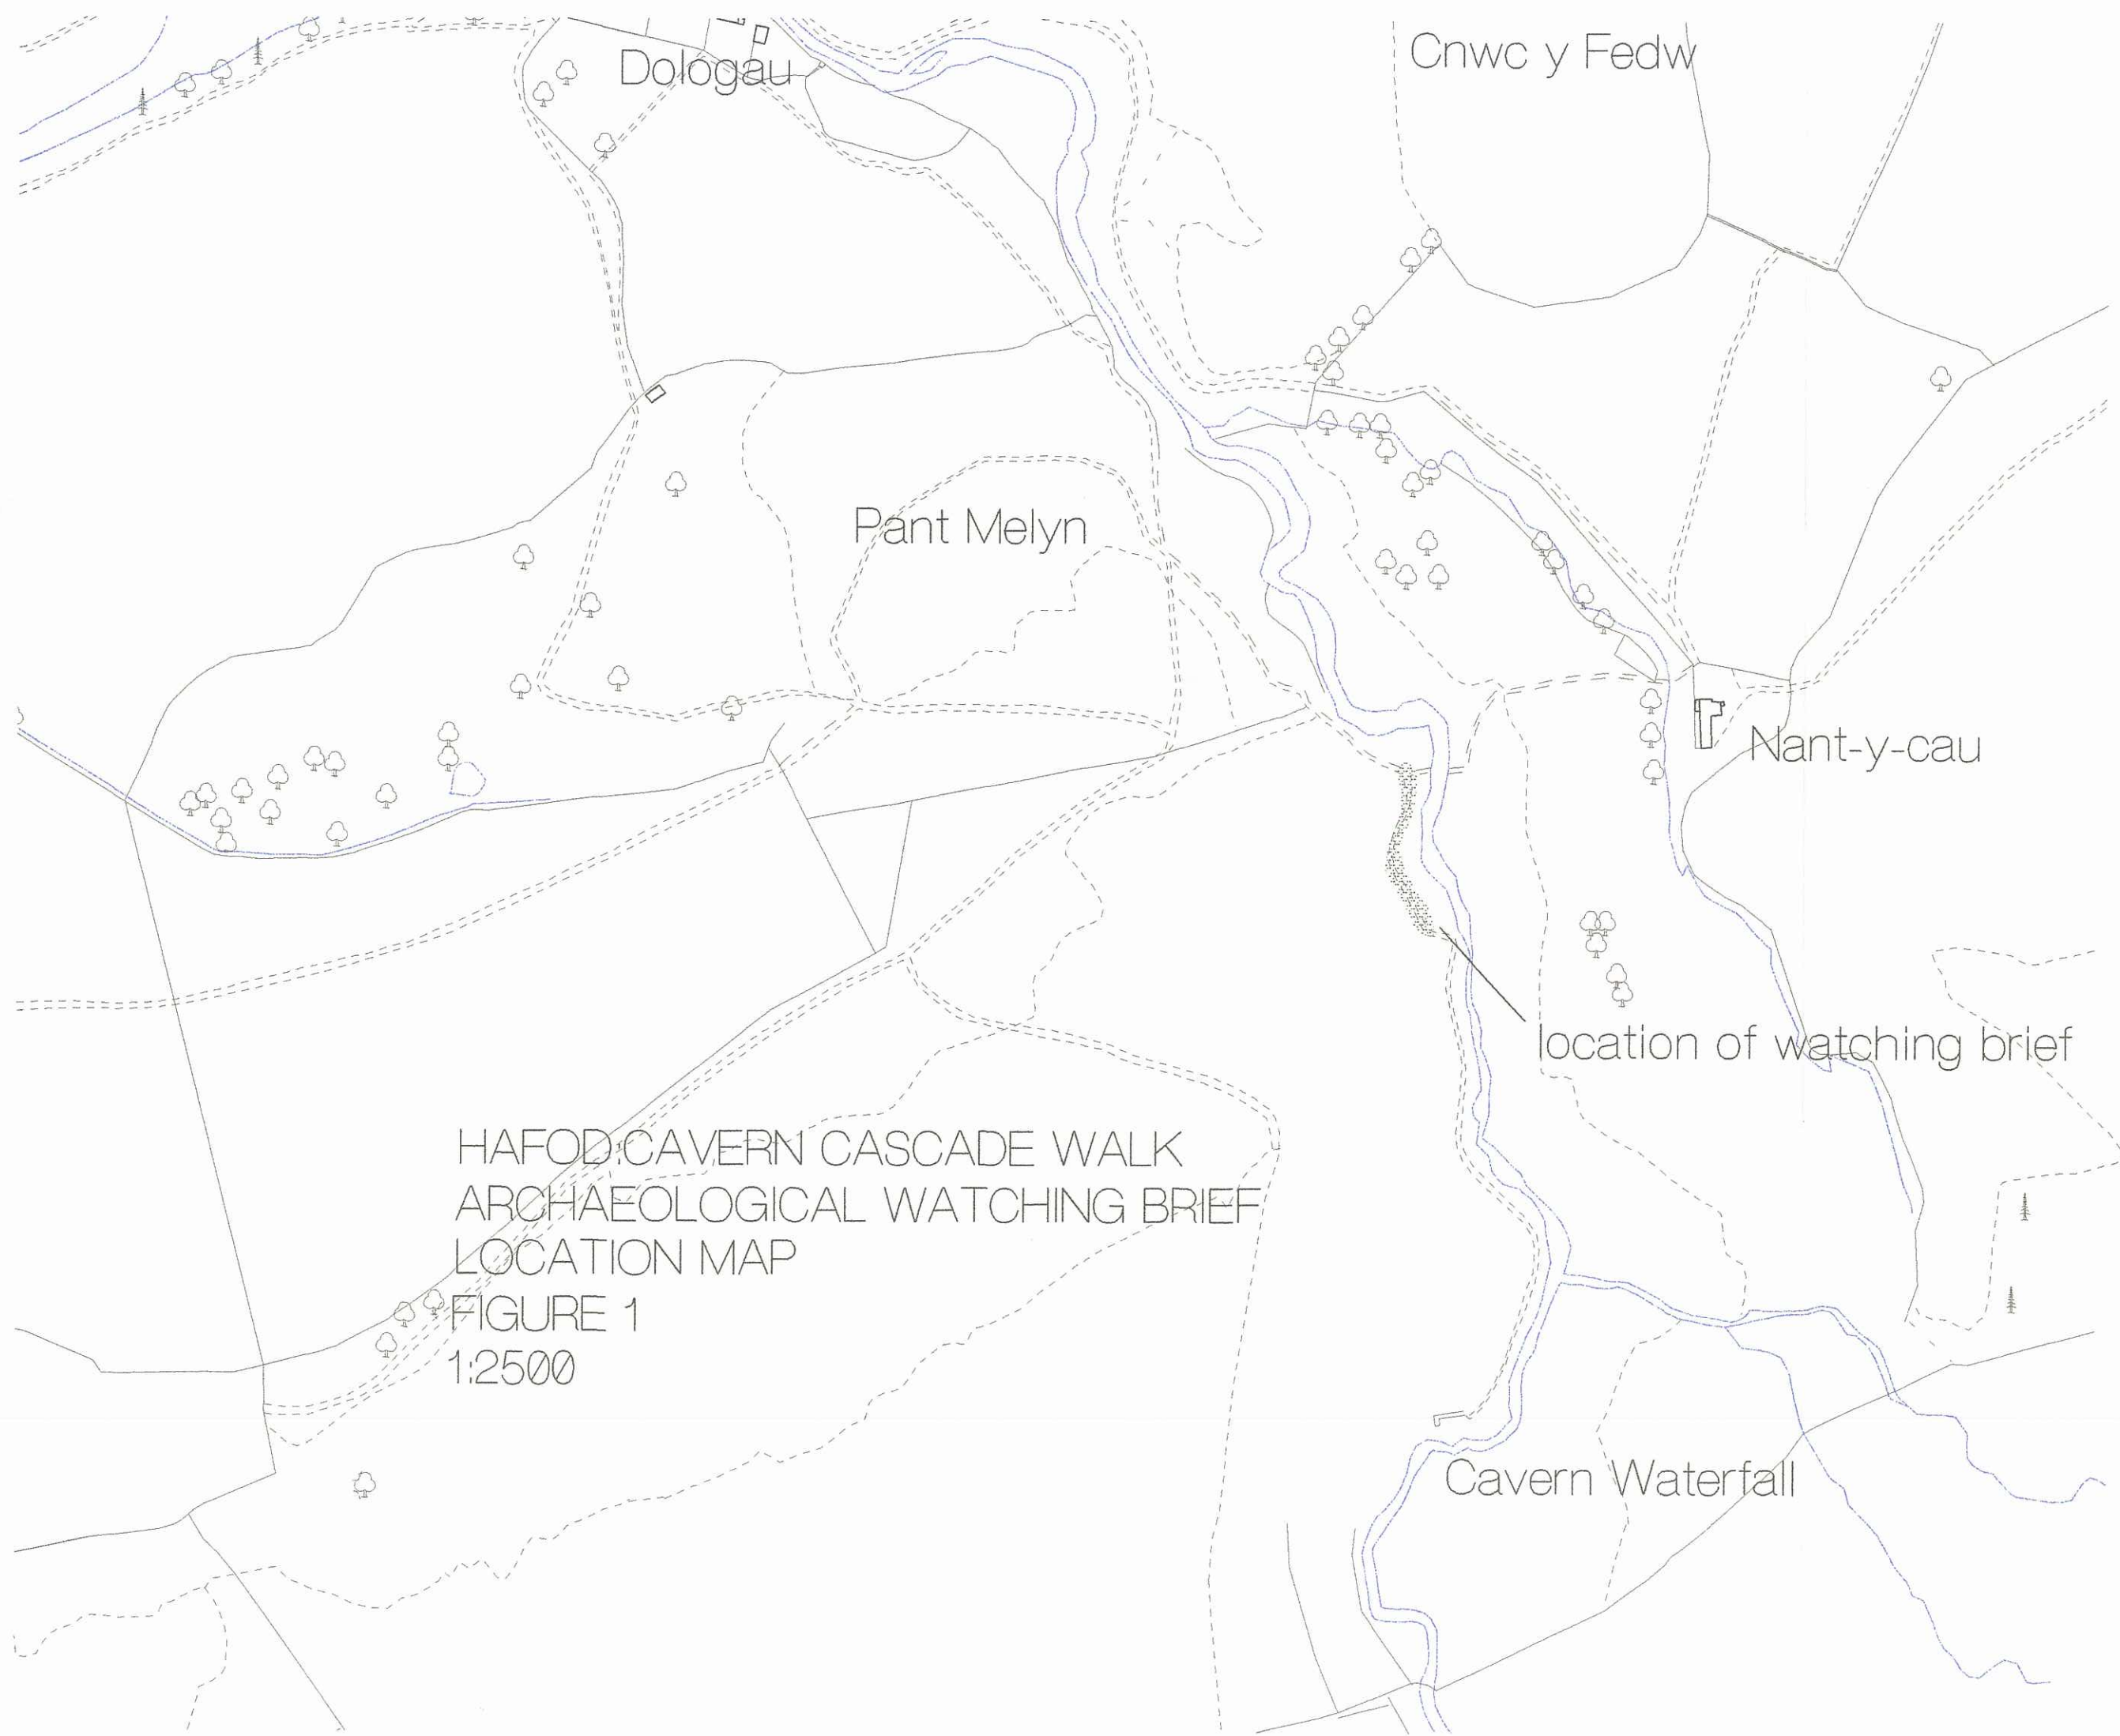 Dologau
Cnwc y Fedw
Pant Melyn
Nant-y-cau
location of watching brief
HAFOD:CAVERN CASCADE WALK
ARCHAEOLOGICAL WATCHING BRIEF
LOCATION MAP
FIGURE 1
1:2500
Cavern Waterfall